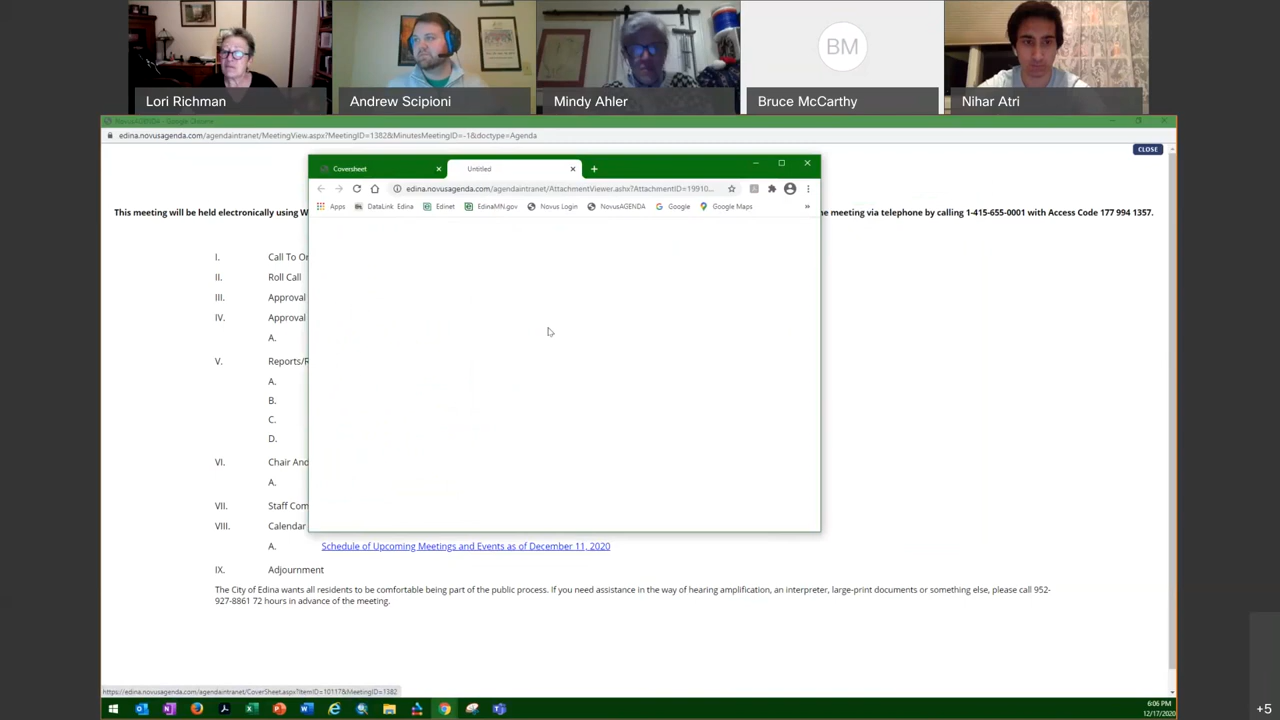 Lori Richman
Andrew Scipioni
Mindy Ahler
BM
Bruce McCarthy
Nihar Atri
NovusAGENDA - Google Chrome
edina.novusagenda.com/agendaintranet/MeetingView.aspx?MeetingID=1382&MinutesMeetingID=-1&doctype=Agenda
CLOSE
Coversheet
Untitled
edina.novusagenda.com/agendaintranet/AttachmentViewer.ashx?AttachmentID=19910...
Apps DataLink Edina Edinet EdinaMN.gov Novus Login NovusAGENDA Google Google Maps »
This meeting will be held electronically using W
he meeting via telephone by calling 1-415-655-0001 with Access Code 177 994 1357.
I. Call To Or
II. Roll Call
III. Approval
IV. Approval
A.
V. Reports/R
A.
B.
C.
D.
VI. Chair And
A.
VII. Staff Com
VIII. Calendar
A. Schedule of Upcoming Meetings and Events as of December 11, 2020
IX. Adjournment
The City of Edina wants all residents to be comfortable being part of the public process. If you need assistance in the way of hearing amplification, an interpreter, large-print documents or something else, please call 952-
927-8861 72 hours in advance of the meeting.
https://edina.novusagenda.com/agendaintranet/CoverSheet.aspx?ItemID=10117&MeetingID=1382
6:06 PM
12/17/2020
+5